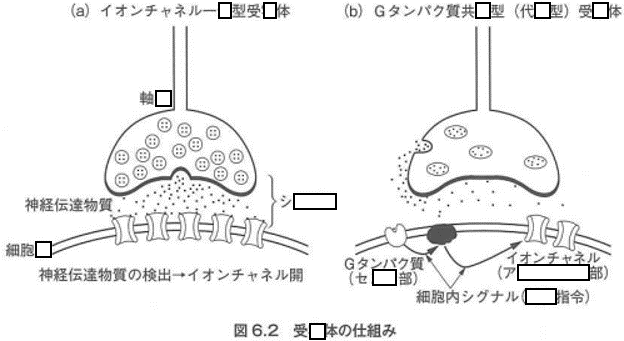 (a) イオンチャネル一□型受□体
(b) Gタンパク質共□型(代□型)受□体
軸□
神経伝達物質
シ□
細胞□
神経伝達物質の検出→イオンチャネル開
Gタンパク質
(セ□部)
イオンチャネル
(ア□部)
細胞内シグナル(□指令)
図6.2 受□体の仕組み